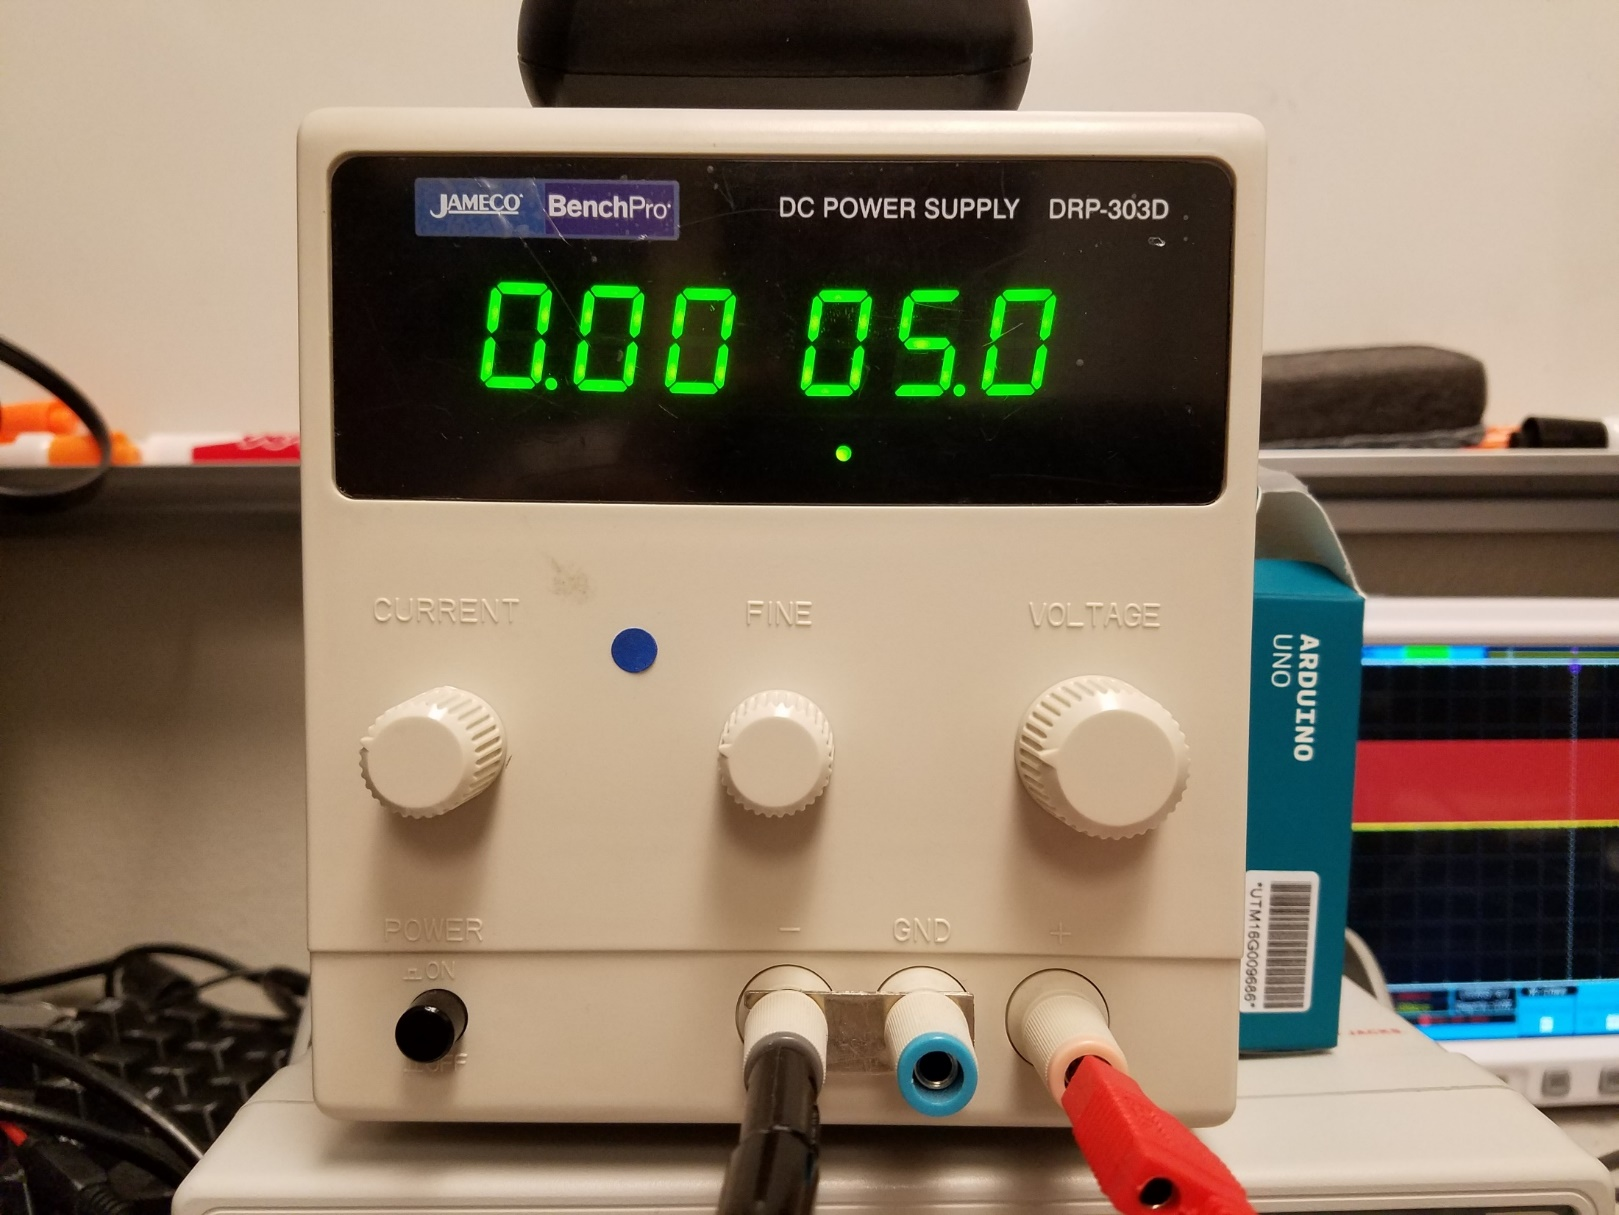 JAMECO BenchPro DC POWER SUPPLY DRP-303D
0.00 05.0
CURRENT FINE VOLTAGE
POWER - GND +
ON
OFF
ARDUINO
UNO
*UTM16G009686*